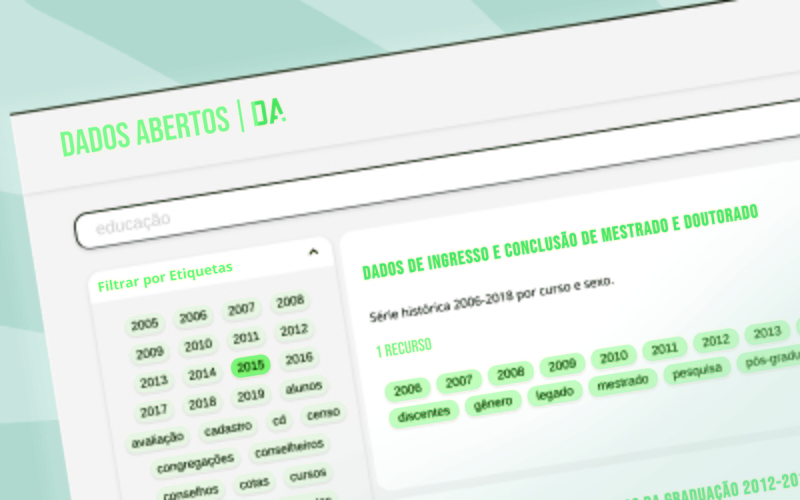 DADOS ABERTOS | DA
educação
Filtrar por Etiquetas
2005 2006 2007 2008
2009 2010 2011 2012
2013 2014 2015 2016
2017 2018 2019 alunos
avaliação cadastro cd censo
congregações conselheiros
conselhos cotas cursos
DADOS DE INGRESSO E CONCLUSÃO DE MESTRADO E DOUTORADO
Série histórica 2006-2018 por curso e sexo.
1 RECURSO
2006 2007 2008 2009 2010 2011 2012 2013
discentes gênero legado mestrado pesquisa pós-gradu
DA GRADUAÇÃO 2012-20